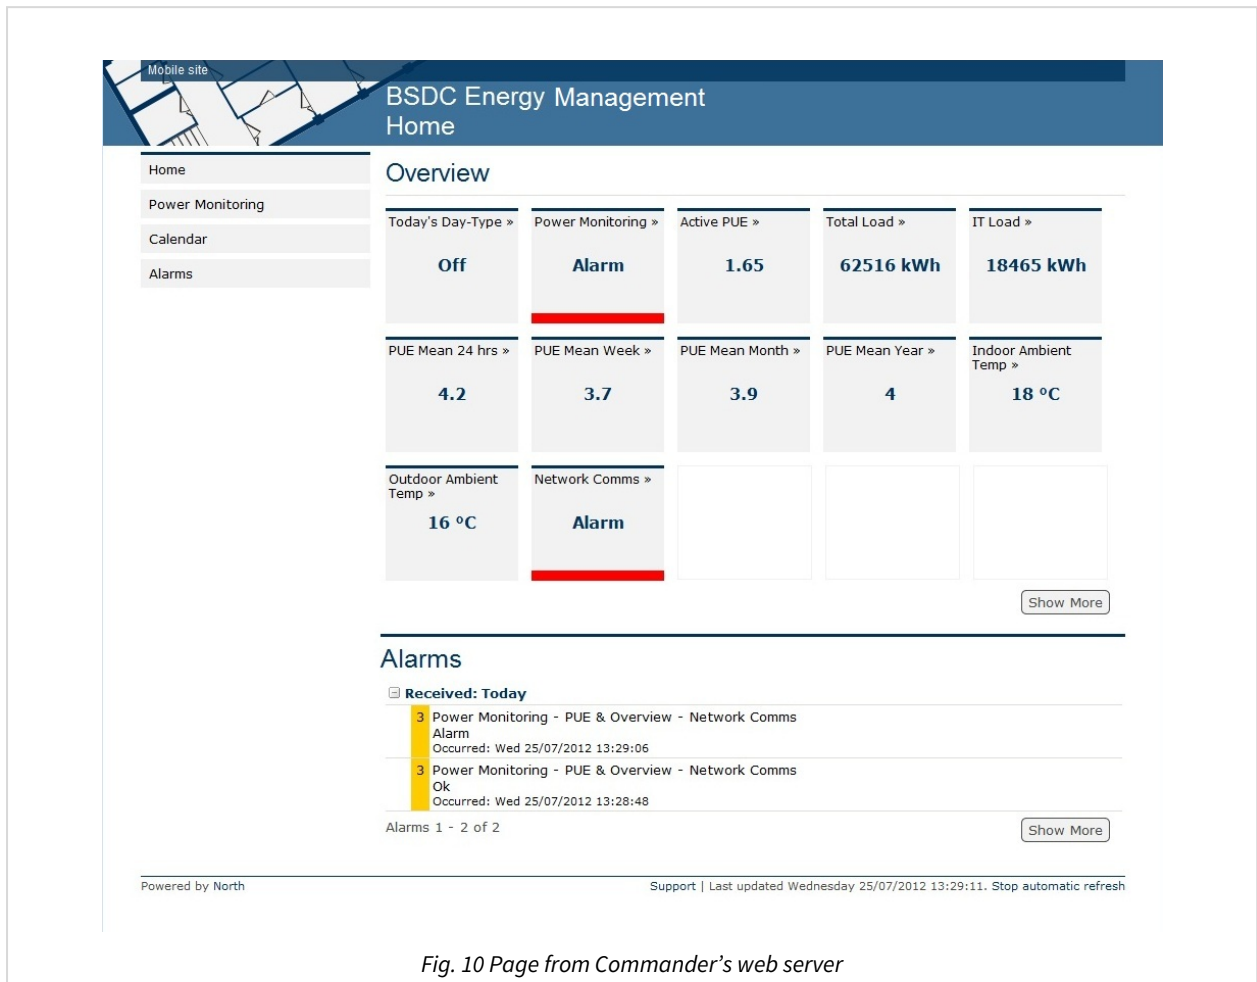 Mobile site
BSDC Energy Management
Home
Home
Power Monitoring
Calendar
Alarms
Overview
Today's Day-Type »
Off
Power Monitoring »
Alarm
Active PUE »
1.65
Total Load »
62516 kWh
IT Load »
18465 kWh
PUE Mean 24 hrs »
4.2
PUE Mean Week »
3.7
PUE Mean Month »
3.9
PUE Mean Year »
4
Indoor Ambient
Temp »
18 ºC
Outdoor Ambient
Temp »
16 ºC
Network Comms »
Alarm
Show More
Alarms
Received: Today
3 Power Monitoring - PUE & Overview - Network Comms
Alarm
Occurred: Wed 25/07/2012 13:29:06
3 Power Monitoring - PUE & Overview - Network Comms
Ok
Occurred: Wed 25/07/2012 13:28:48
Alarms 1 - 2 of 2
Show More
Powered by North
Support | Last updated Wednesday 25/07/2012 13:29:11. Stop automatic refresh
Fig. 10 Page from Commander’s web server